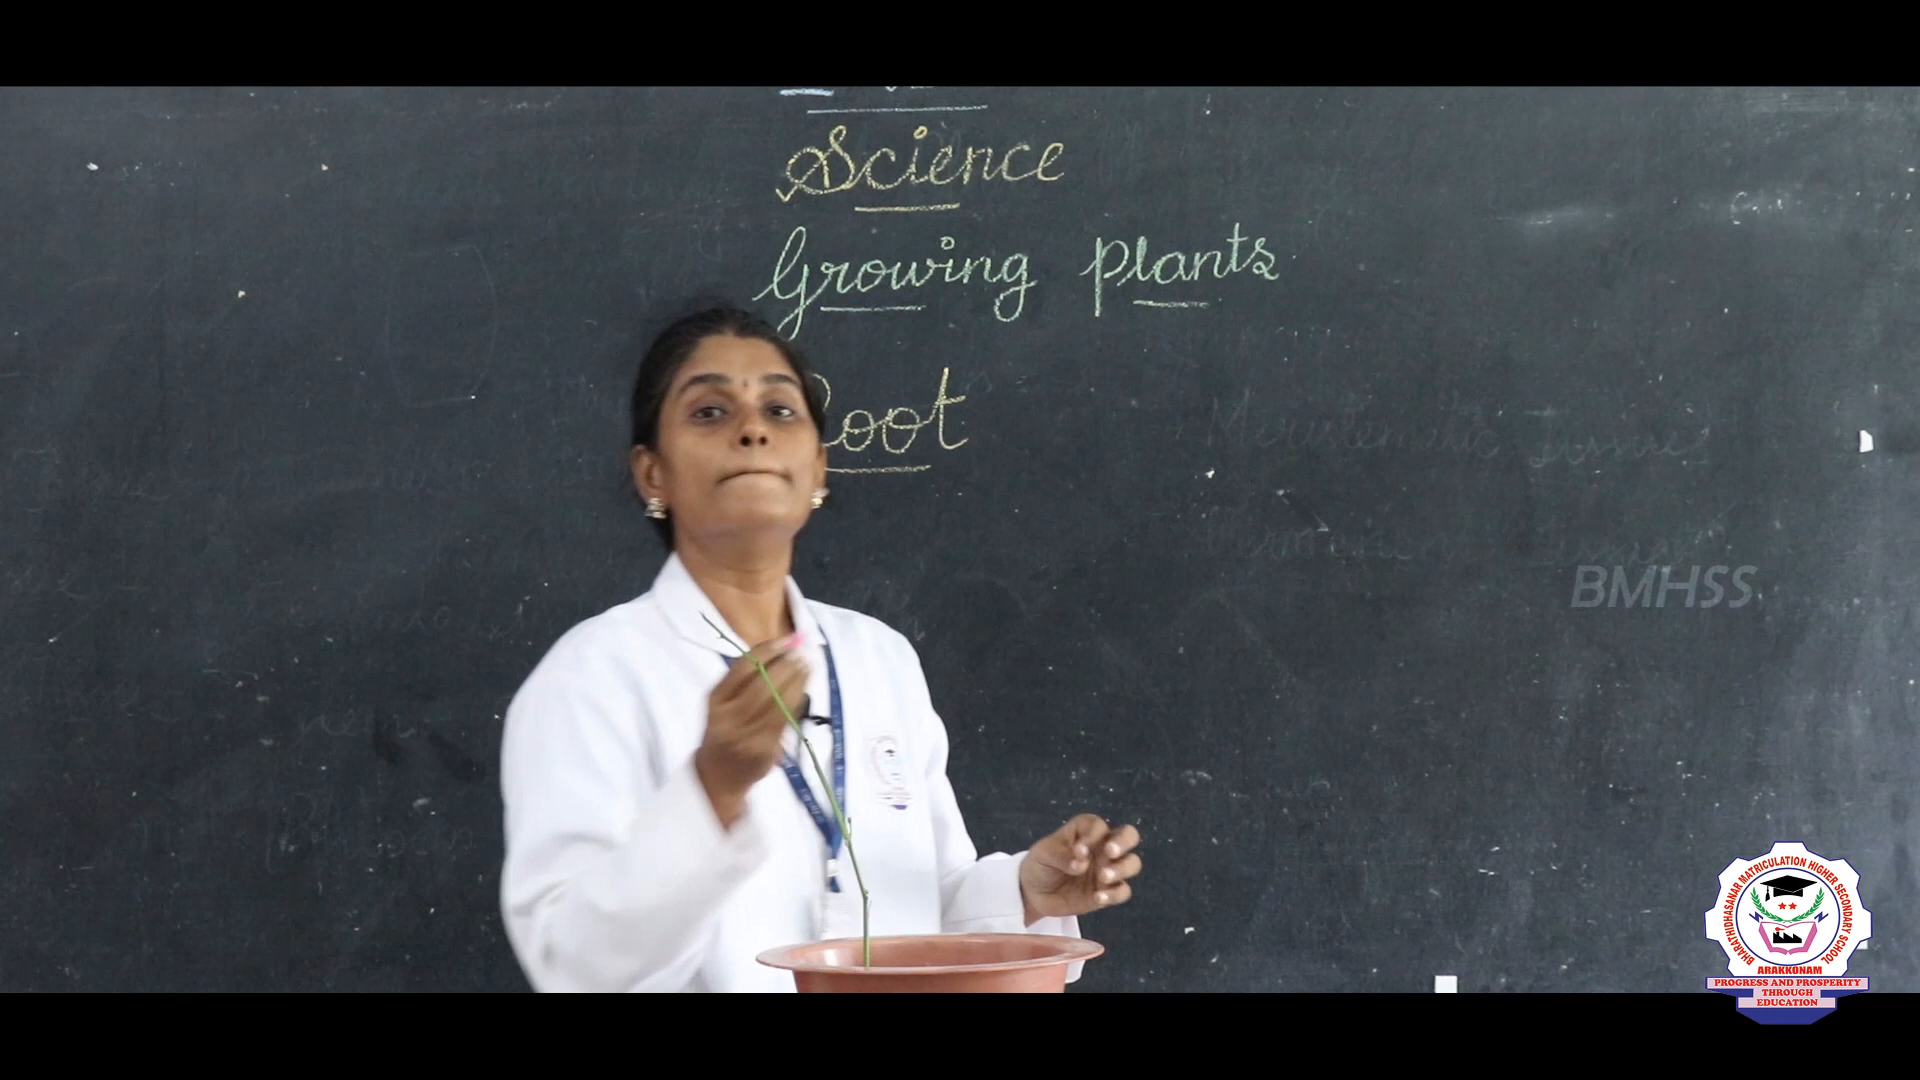 Science
Growing plants
Root
BMHSS
BHARATHIDHASANAR MATRICULATION HIGHER SECONDARY SCHOOL
ARAKKONAM
PROGRESS AND PROSPERITY
THROUGH
EDUCATION